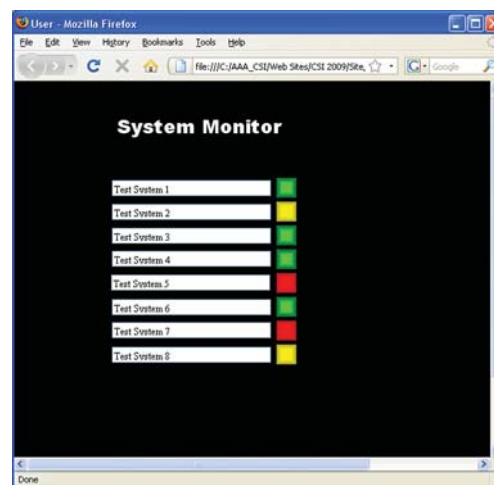 User - Mozilla Firefox
File Edit View History Bookmarks Tools Help
file:///C:/AAA_CSI/Web Sites/CSI 2009/Site, Google
System Monitor
Test System 1
Test System 2
Test System 3
Test System 4
Test System 5
Test System 6
Test System 7
Test System 8
Done